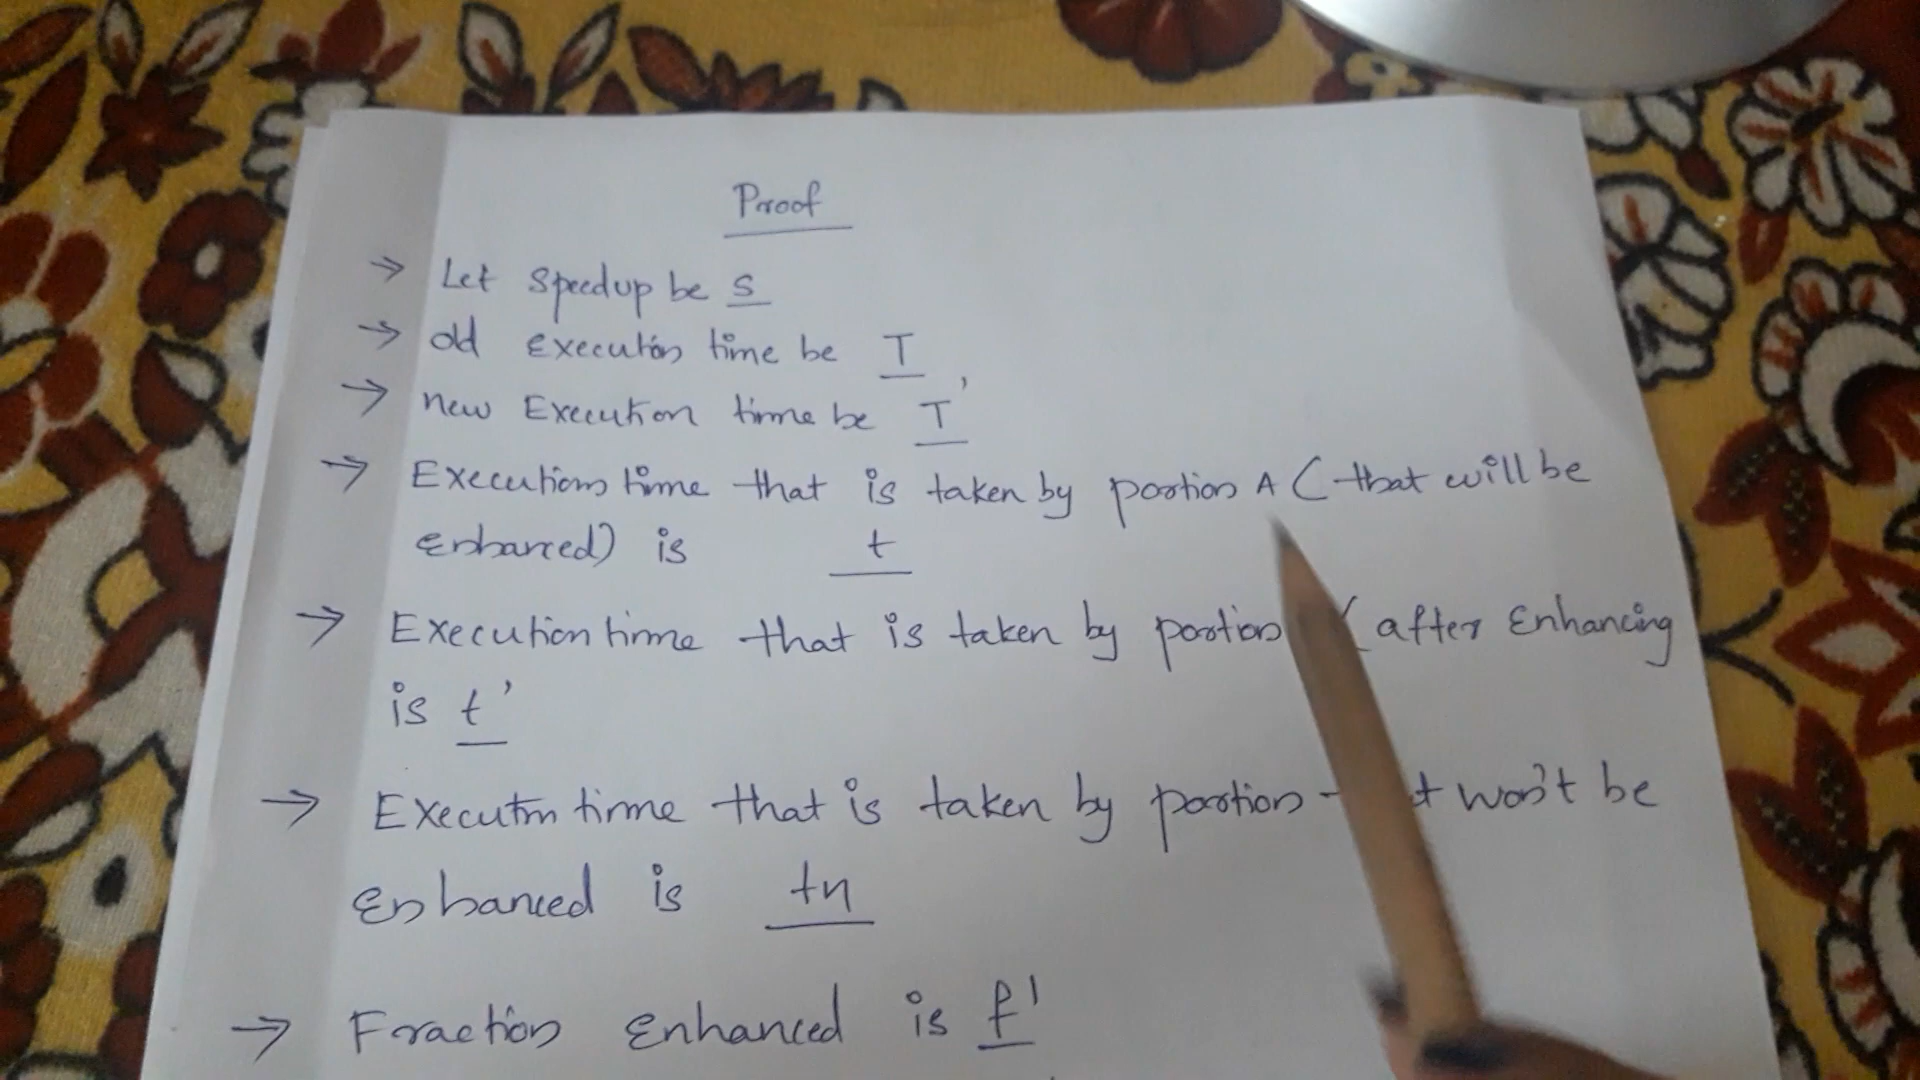 Proof
→ Let Speedup be S
→ old Execution time be T
→ new Execution time be T'
→ Execution time that is taken by portion A (that will be
enhanced) is t
→ Execution time that is taken by portion (after Enhancing
is t'
→ Execution time that is taken by portion won't be
Enhanced is tn
→ Fraction Enhanced is f'